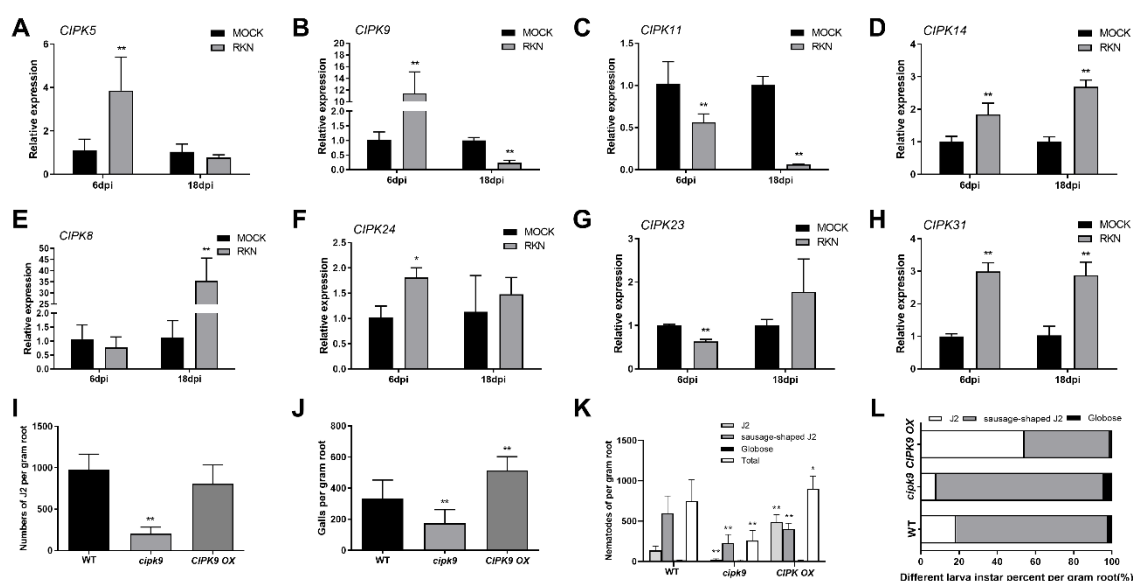 A CIPK5
MOCK
RKN
Relative expression
6
4
2
0
**
6dpi 18dpi
B CIPK9
MOCK
RKN
Relative expression
20
18
16
14
12
10
1.5
1.0
0.5
0.0
** **
6dpi 18dpi
C CIPK11
MOCK
RKN
Relative expression
1.5
1.0
0.5
0.0
** **
6dpi 18dpi
D CIPK14
MOCK
RKN
Relative expression
4
3
2
1
0
** **
6dpi 18dpi
E CIPK8
MOCK
RKN
Relative expression
50
45
40
35
30
25
1.5
1.0
0.5
0.0
**
6dpi 18dpi
F CIPK24
MOCK
RKN
Relative expression
2.5
2.0
1.5
1.0
0.5
0.0
*
6dpi 18dpi
G CIPK23
MOCK
RKN
Relative expression
3
2
1
0
**
6dpi 18dpi
H CIPK31
MOCK
RKN
Relative expression
4
3
2
1
0
** **
6dpi 18dpi
I
Numbers of J2 per gram root
1500
1000
500
0
**
WT cipk9 CIPK9 OX
J
Galls per gram root
800
600
400
200
0
** **
WT cipk9 CIPK9 OX
K
J2
sausage-shaped J2
Globose
Total
Nematodes of per gram root
1500
1000
500
0
** ** ** ** ** *
WT cipk9 CIPK OX
L
J2 sausage-shaped J2 Globose
CIPK9 OX
cipk9
WT
0 20 40 60 80 100
Different larva instar percent per gram root(%)